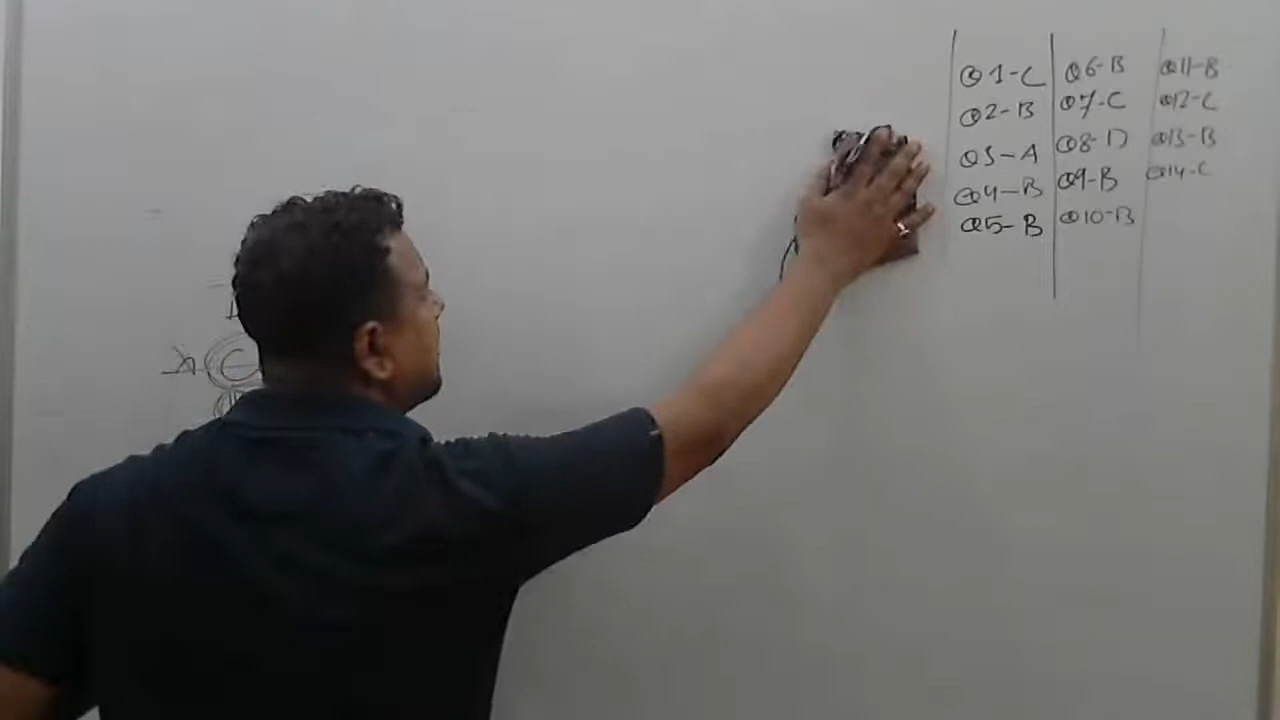 Q1-C
Q2-B
Q3-A
Q4-B
Q5-B
Q6-B
Q7-C
Q8-D
Q9-B
Q10-B
Q11-B
Q12-C
Q13-B
Q14-C
C